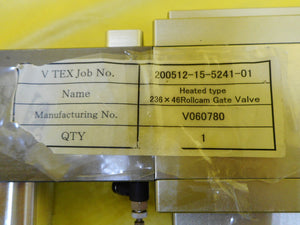 V TEX Job No. 200512-15-5241-01
Name Heated type
236×46Rollcam Gate Valve
Manufacturing No. V060780
QTY 1